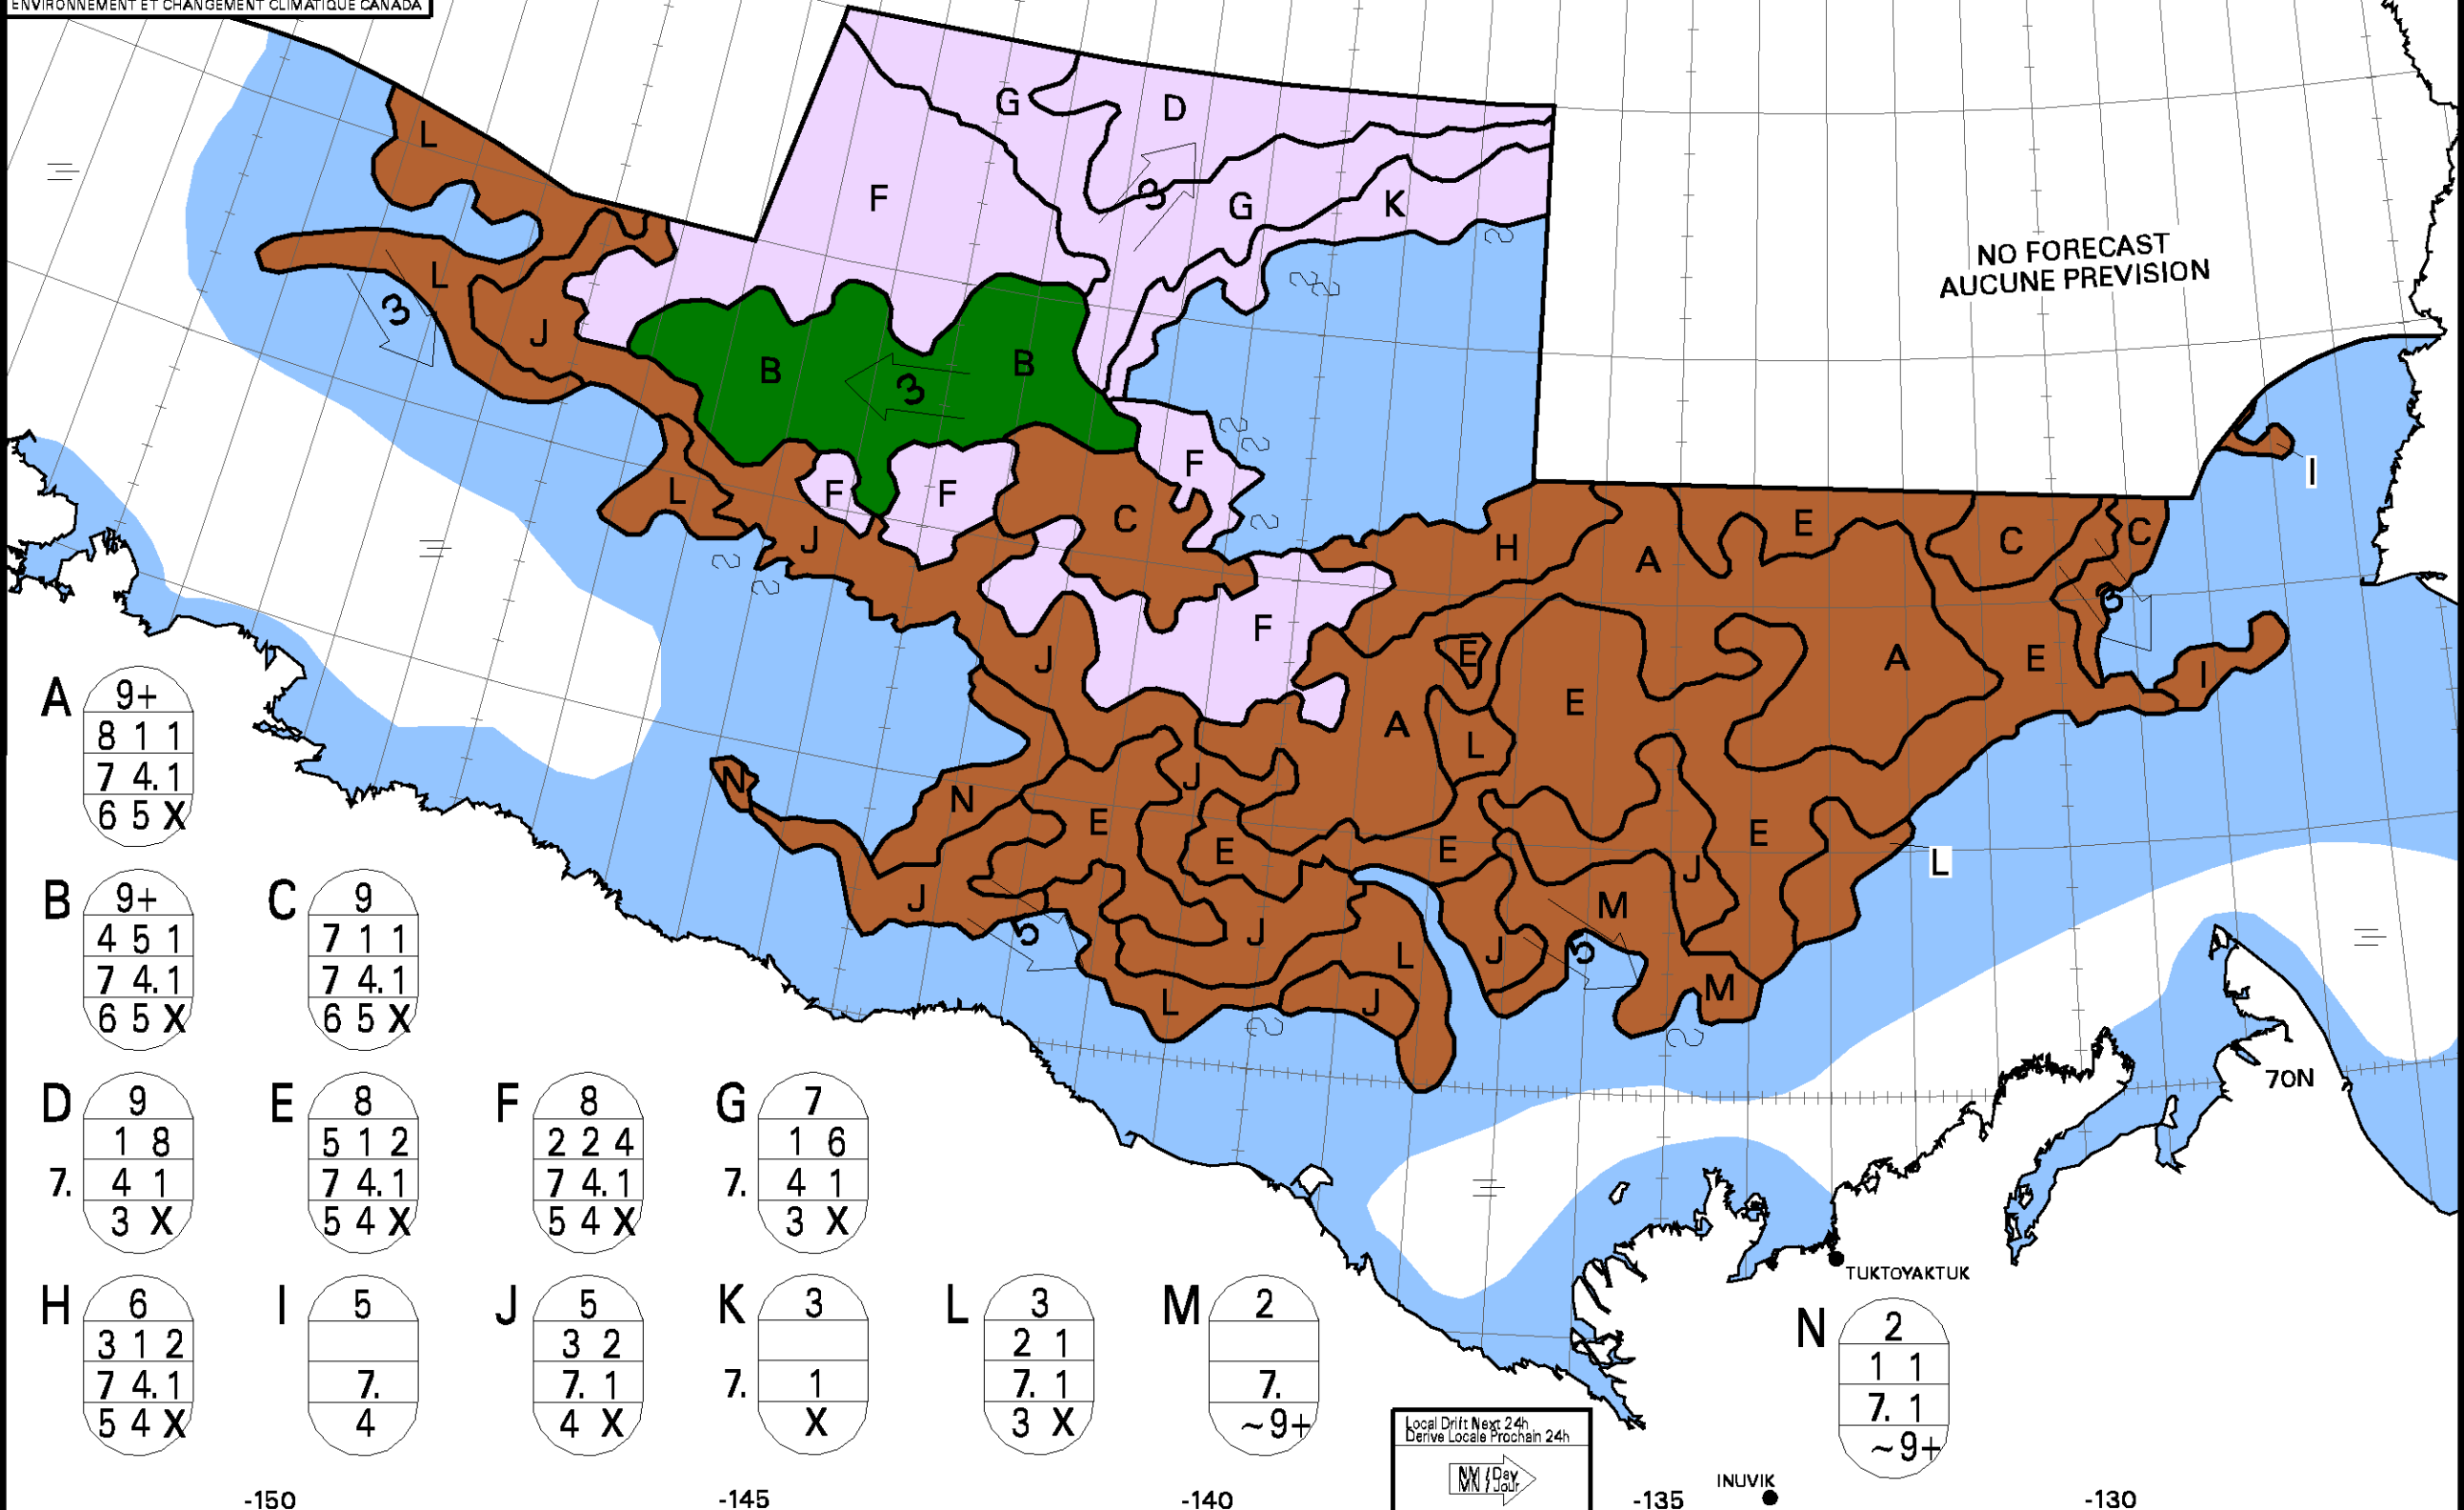 ENVIRONNEMENT ET CHANGEMENT CLIMATIQUE CANADA
L
G
D
3
F
G
K
NO FORECAST
AUCUNE PREVISION
L
3
J
B
3
B
F
I
L
F
F
C
J
H
A
E
C
C
3
F
J
E
A
E
I
E
A
L
N
N
J
E
E
E
E
L
J
J
M
J
5
J
L
J
5
M
L
J
70N
TUKTOYAKTUK
INUVIK
A
9+
8 1 1
7 4. 1
6 5 X
B
9+
4 5 1
7 4. 1
6 5 X
C
9
7 1 1
7 4. 1
6 5 X
D
9
1 8
7. 4 1
3 X
E
8
5 1 2
7 4. 1
5 4 X
F
8
2 2 4
7 4. 1
5 4 X
G
7
1 6
7. 4 1
3 X
H
6
3 1 2
7 4. 1
5 4 X
I
5
7.
4
J
5
3 2
7. 1
4 X
K
3
7. 1
X
L
3
2 1
7. 1
3 X
M
2
7.
~9+
N
2
1 1
7. 1
~9+
Local Drift Next 24h
Derive Locale Prochain 24h
-150
-145
-140
-135
-130